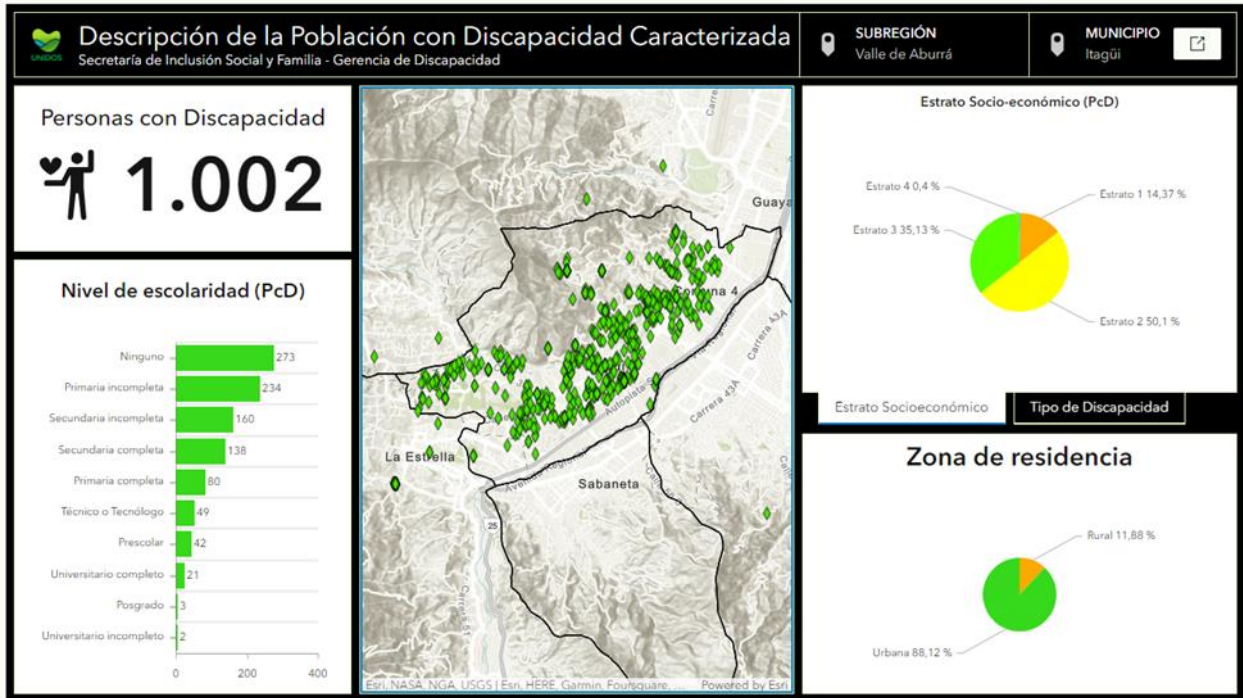 UNIDOS
Descripción de la Población con Discapacidad Caracterizada
Secretaría de Inclusión Social y Familia - Gerencia de Discapacidad
SUBREGIÓN
Valle de Aburrá
MUNICIPIO
Itagüi
Personas con Discapacidad
1.002
Nivel de escolaridad (PcD)
Ninguno 273
Primaria incompleta 234
Secundaria incompleta 160
Secundaria completa 138
Primaria completa 80
Técnico o Tecnólogo 49
Prescolar 42
Universitario completo 21
Posgrado 3
Universitario incompleto 2
0 200 400
Carrera
Guaya
Comuna 4
Carrera 43A
Carrera 43A
La Estrella
Avenida Regional
Sabaneta
25
Carrera 51
Esri, NASA, NGA, USGS | Esri, HERE, Garmin, Foursquare, ... Powered by Esri
Estrato Socio-económico (PcD)
Estrato 4 0,4 %
Estrato 1 14,37 %
Estrato 3 35,13 %
Estrato 2 50,1 %
Estrato Socioeconómico
Tipo de Discapacidad
Zona de residencia
Rural 11,88 %
Urbana 88,12 %